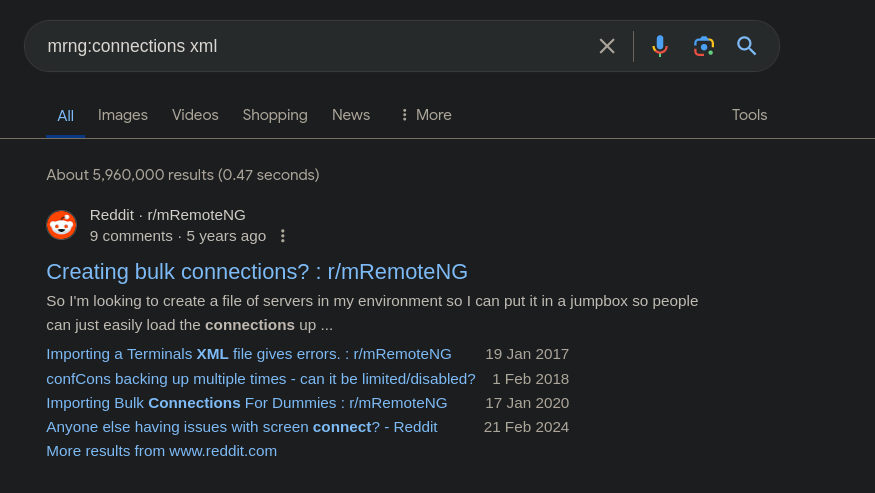 mrng:connections xml
All Images Videos Shopping News More Tools
About 5,960,000 results (0.47 seconds)
Reddit · r/mRemoteNG
9 comments · 5 years ago
Creating bulk connections? : r/mRemoteNG
So I'm looking to create a file of servers in my environment so I can put it in a jumpbox so people
can just easily load the connections up ...
Importing a Terminals XML file gives errors. : r/mRemoteNG 19 Jan 2017
confCons backing up multiple times - can it be limited/disabled? 1 Feb 2018
Importing Bulk Connections For Dummies : r/mRemoteNG 17 Jan 2020
Anyone else having issues with screen connect? - Reddit 21 Feb 2024
More results from www.reddit.com